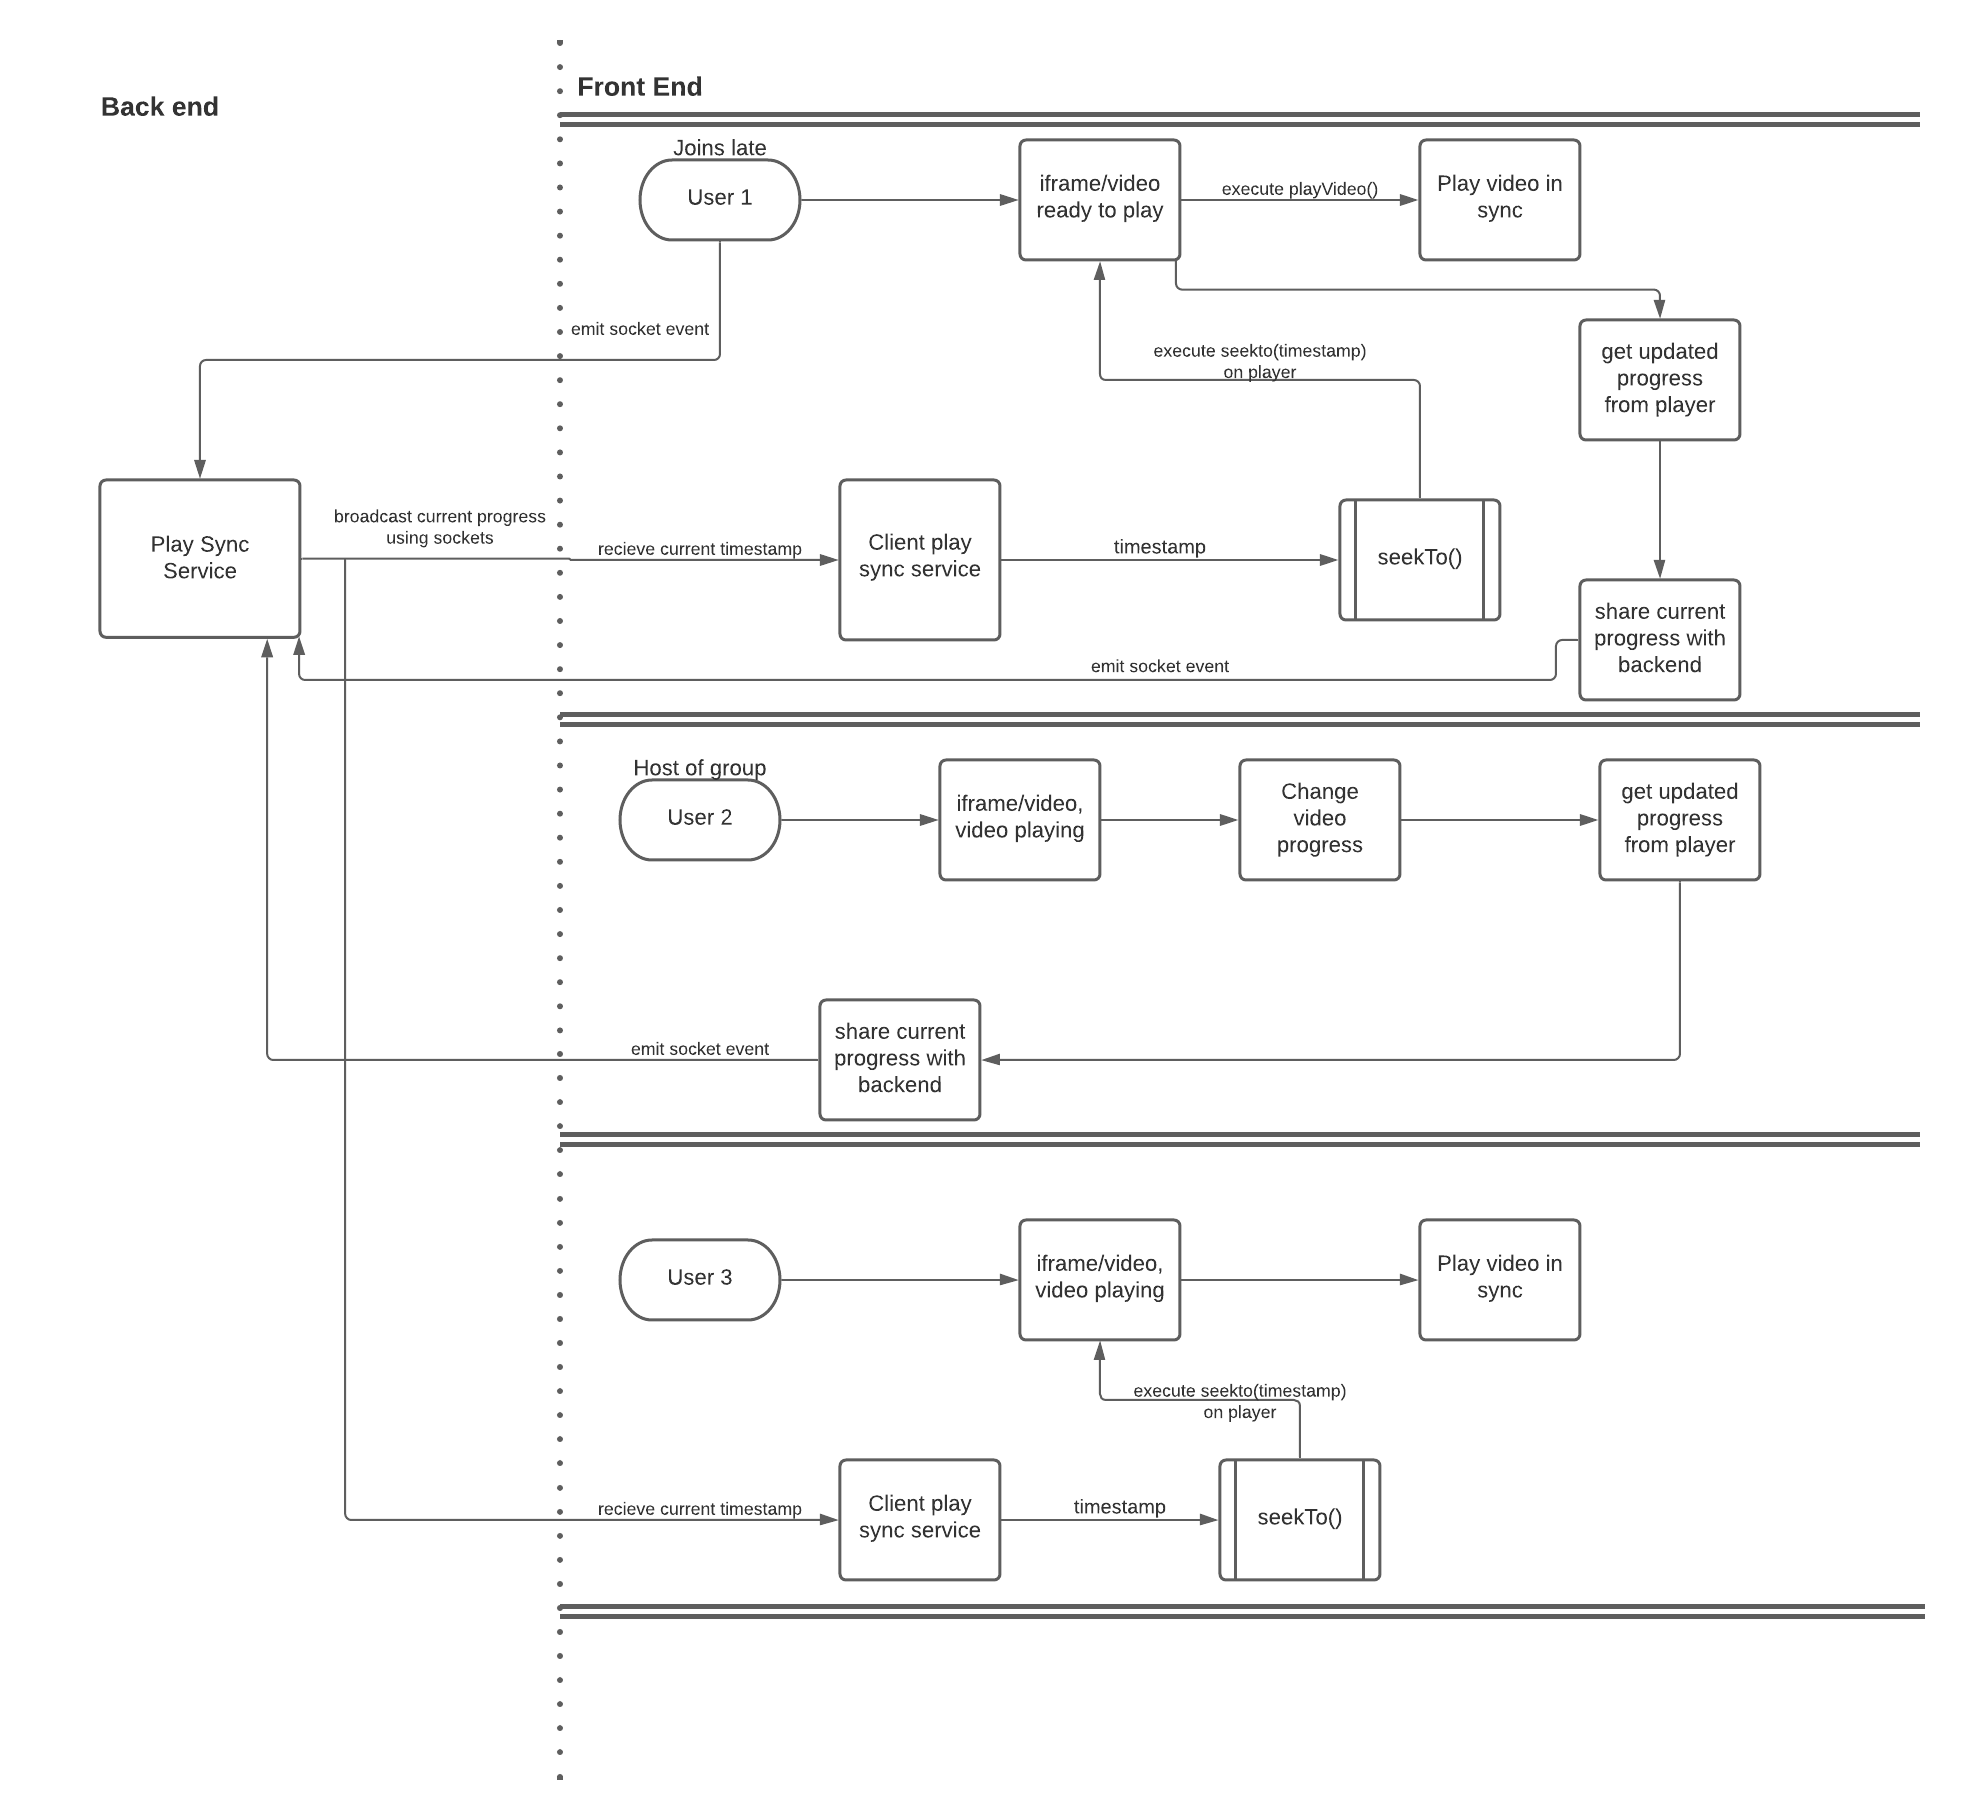 Back end
Front End
Joins late
User 1
iframe/video
ready to play
execute playVideo()
Play video in
sync
emit socket event
execute seekto(timestamp)
on player
get updated
progress
from player
Play Sync
Service
broadcast current progress
using sockets
recieve current timestamp
Client play
sync service
timestamp
seekTo()
share current
progress with
backend
emit socket event
Host of group
User 2
iframe/video,
video playing
Change
video
progress
get updated
progress
from player
share current
progress with
backend
emit socket event
User 3
iframe/video,
video playing
Play video in
sync
execute seekto(timestamp)
on player
recieve current timestamp
Client play
sync service
timestamp
seekTo()